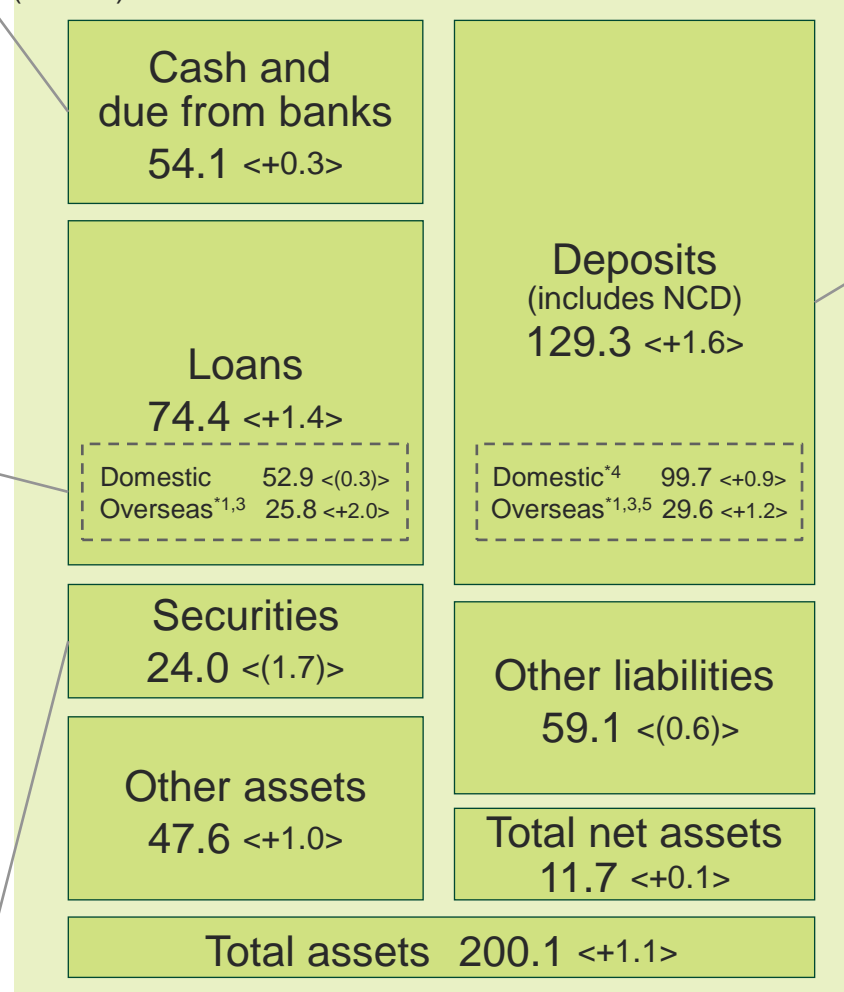 Cash and
due from banks
54.1 <+0.3>
Loans
74.4 <+1.4>
Domestic 52.9 <(0.3)>
Overseas*1,3 25.8 <+2.0>
Securities
24.0 <(1.7)>
Other assets
47.6 <+1.0>
Deposits
(includes NCD)
129.3 <+1.6>
Domestic*4 99.7 <+0.9>
Overseas*1,3,5 29.6 <+1.2>
Other liabilities
59.1 <(0.6)>
Total net assets
11.7 <+0.1>
Total assets 200.1 <+1.1>